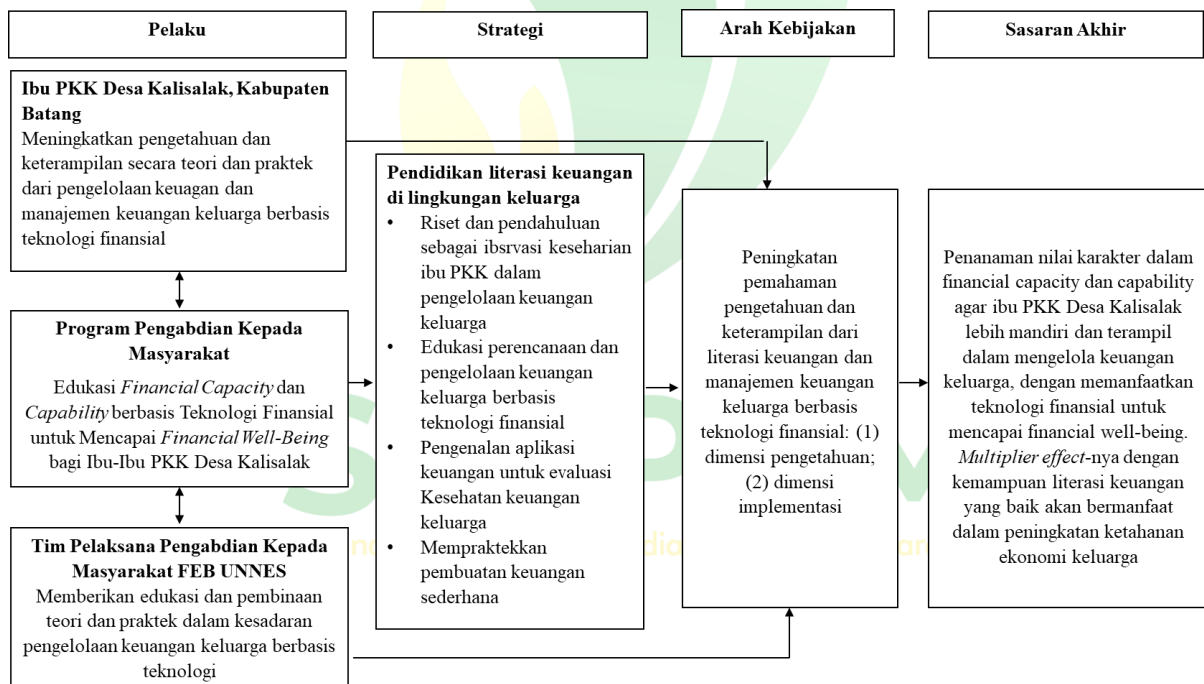 Pelaku
Strategi
Arah Kebijakan
Sasaran Akhir
Ibu PKK Desa Kalisalak, Kabupaten
Batang
Meningkatkan pengetahuan dan
keterampilan secara teori dan praktek
dari pengelolaan keuagan dan
manajemen keuangan keluarga berbasis
teknologi finansial
Program Pengabdian Kepada
Masyarakat
Edukasi Financial Capacity dan
Capability berbasis Teknologi Finansial
untuk Mencapai Financial Well-Being
bagi Ibu-Ibu PKK Desa Kalisalak
Tim Pelaksana Pengabdian Kepada
Masyarakat FEB UNNES
Memberikan edukasi dan pembinaan
teori dan praktek dalam kesadaran
pengelolaan keuangan keluarga berbasis
teknologi
Pendidikan literasi keuangan
di lingkungan keluarga
• Riset dan pendahuluan
sebagai ibsrvasi keseharian
ibu PKK dalam
pengelolaan keuangan
keluarga
• Edukasi perencanaan dan
pengelolaan keuangan
keluarga berbasis
teknologi finansial
• Pengenalan aplikasi
keuangan untuk evaluasi
Kesehatan keuangan
keluarga
• Mempraktekkan
pembuatan keuangan
sederhana
Peningkatan
pemahaman
pengetahuan dan
keterampilan dari
literasi keuangan dan
manajemen keuangan
keluarga berbasis
teknologi finansial: (1)
dimensi pengetahuan;
(2) dimensi
implementasi
Penanaman nilai karakter dalam
financial capacity dan capability
agar ibu PKK Desa Kalisalak
lebih mandiri dan terampil
dalam mengelola keuangan
keluarga, dengan memanfaatkan
teknologi finansial untuk
mencapai financial well-being.
Multiplier effect-nya dengan
kemampuan literasi keuangan
yang baik akan bermanfaat
dalam peningkatan ketahanan
ekonomi keluarga